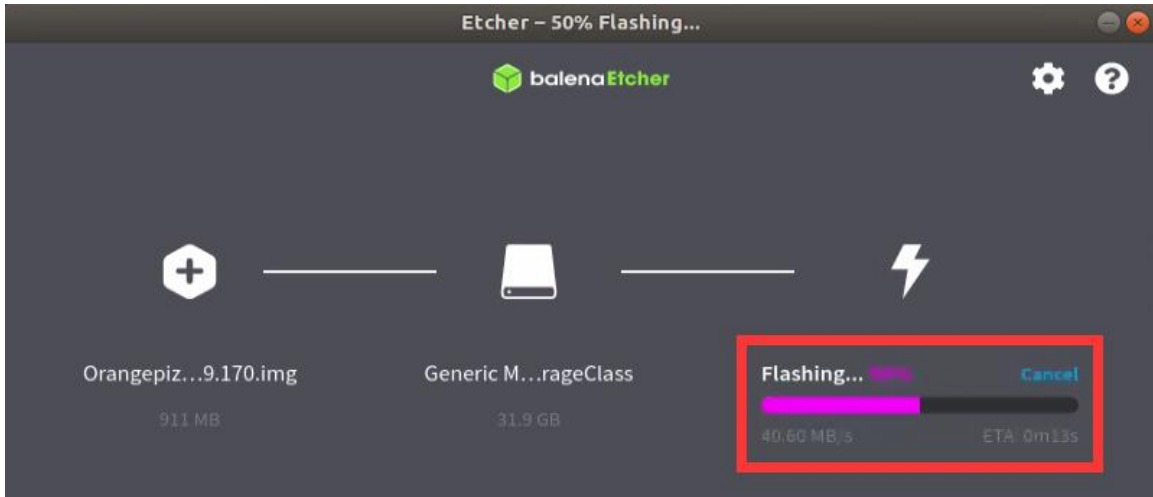 Etcher – 50% Flashing...
balenaEtcher
Orangepiz...9.170.img
911 MB
Generic M...rageClass
31.9 GB
Flashing... 50%
Cancel
40.60 MB/s
ETA: 0m13s